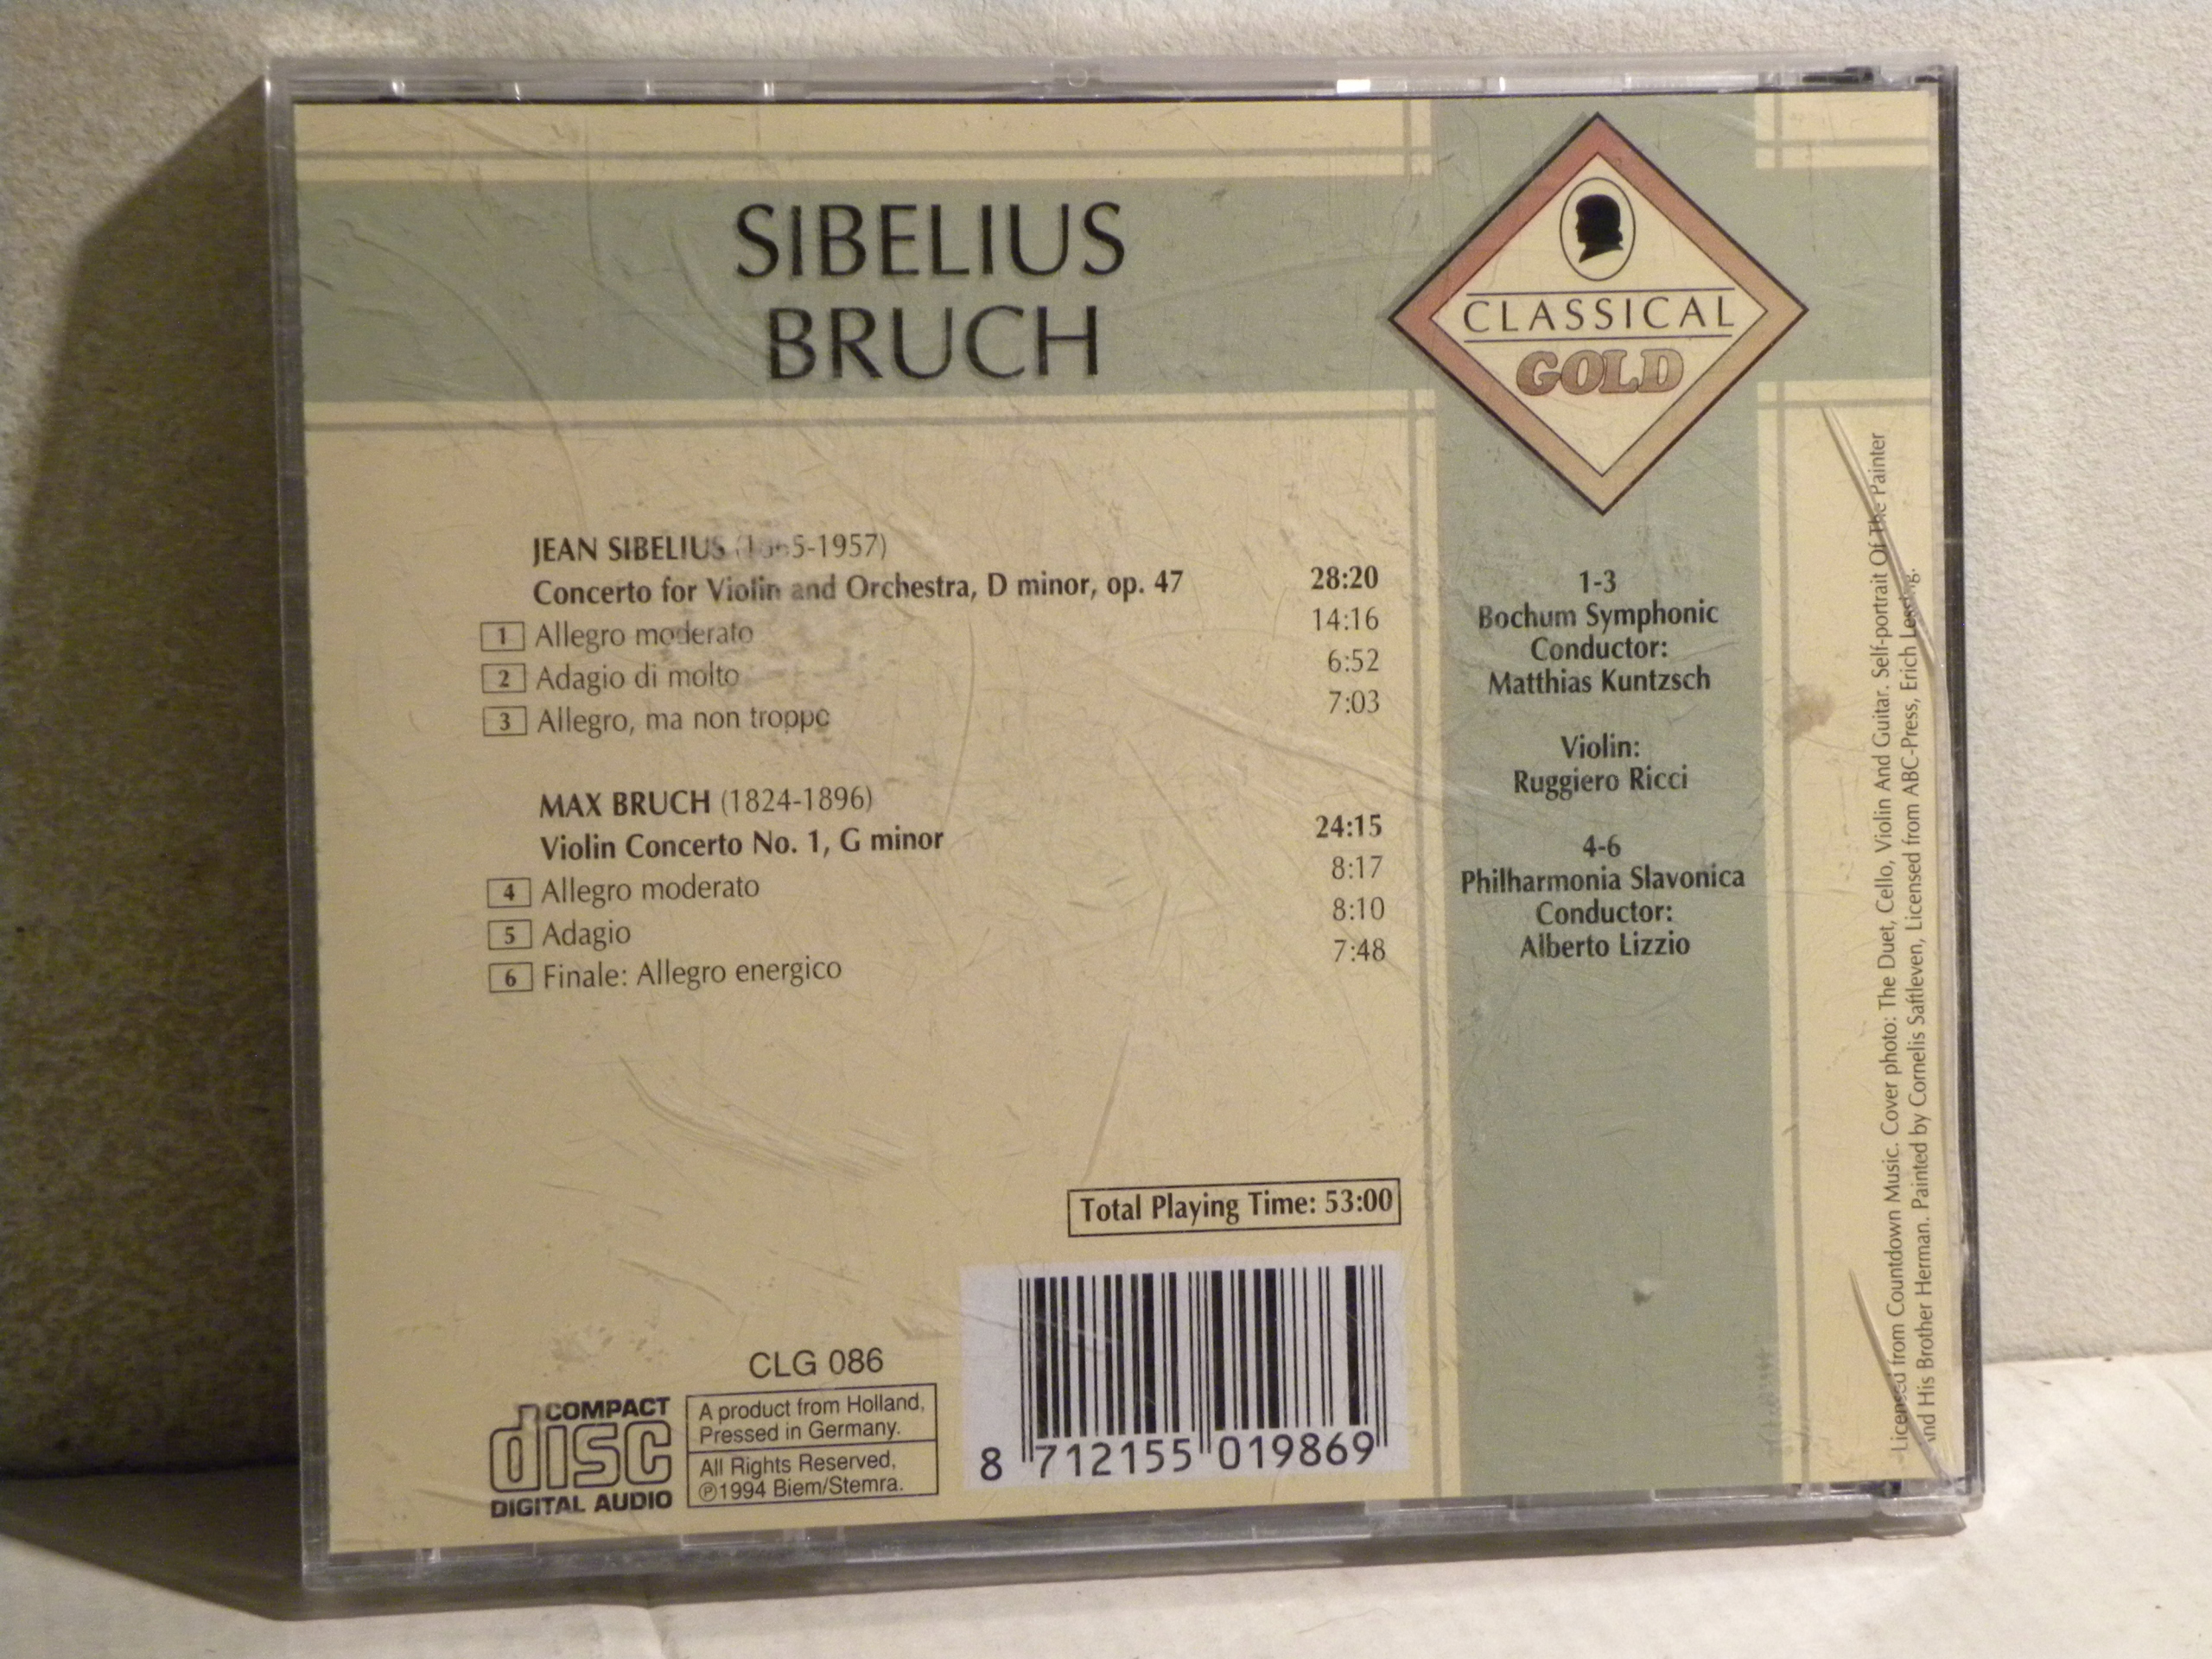 SIBELIUS
BRUCH
CLASSICAL
GOLD
JEAN SIBELIUS
Concerto for Violin and Orchestra, D minor, op. 47 28:20
1 Allegro moderato 14:16
2 Adagio di molto 6:52
3 Allegro, ma non troppo 7:03
MAX BRUCH (1824-1896)
Violin Concerto No. 1, G minor 24:15
4 Allegro moderato 8:17
5 Adagio 8:10
6 Finale: Allegro energico 7:48
1-3
Bochum Symphonic
Conductor:
Matthias Kuntzsch
Violin:
Ruggiero Ricci
4-6
Philharmonia Slavonica
Conductor:
Alberto Lizzio
Total Playing Time: 53:00
CLG 086
COMPACT
disc
DIGITAL AUDIO
A product from Holland,
Pressed in Germany.
All Rights Reserved,
℗1994 Biem/Stemra.
8 712155 019869
Licensed from Countdown Music. Cover photo: The Duet, Cello, Violin And Guitar. Self-portrait Of The Painter
And His Brother Herman. Painted by Cornelis Saftleven, Licensed from ABC-Press, Erich Lessing.